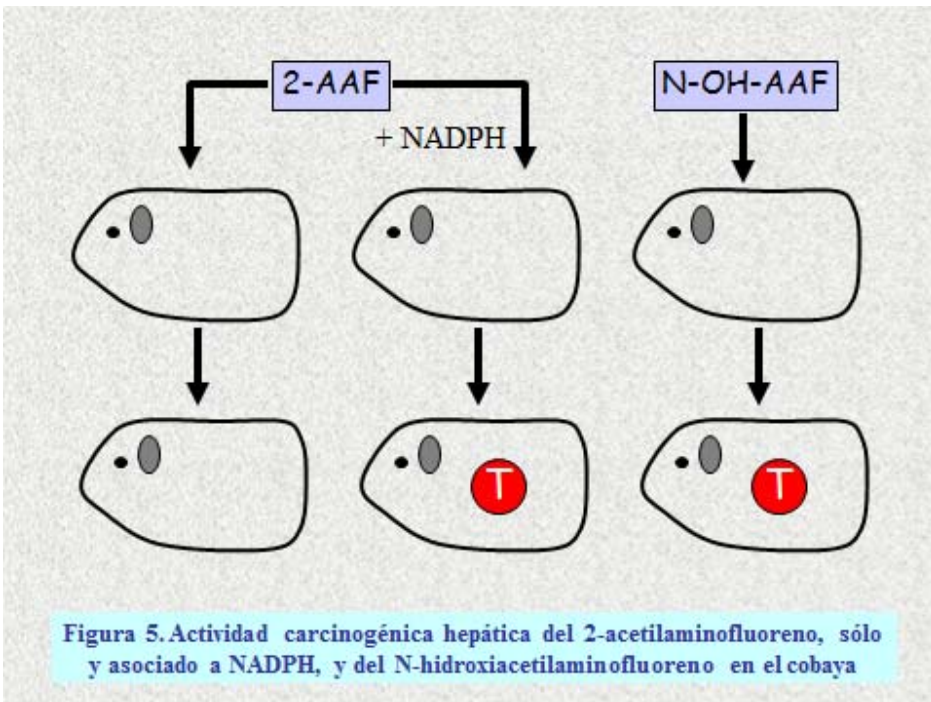 2-AAF
N-OH-AAF
+ NADPH
T
T
Figura 5. Actividad carcinogénica hepática del 2-acetilaminofluoreno, sólo
y asociado a NADPH, y del N-hidroxiacetilaminofluoreno en el cobaya